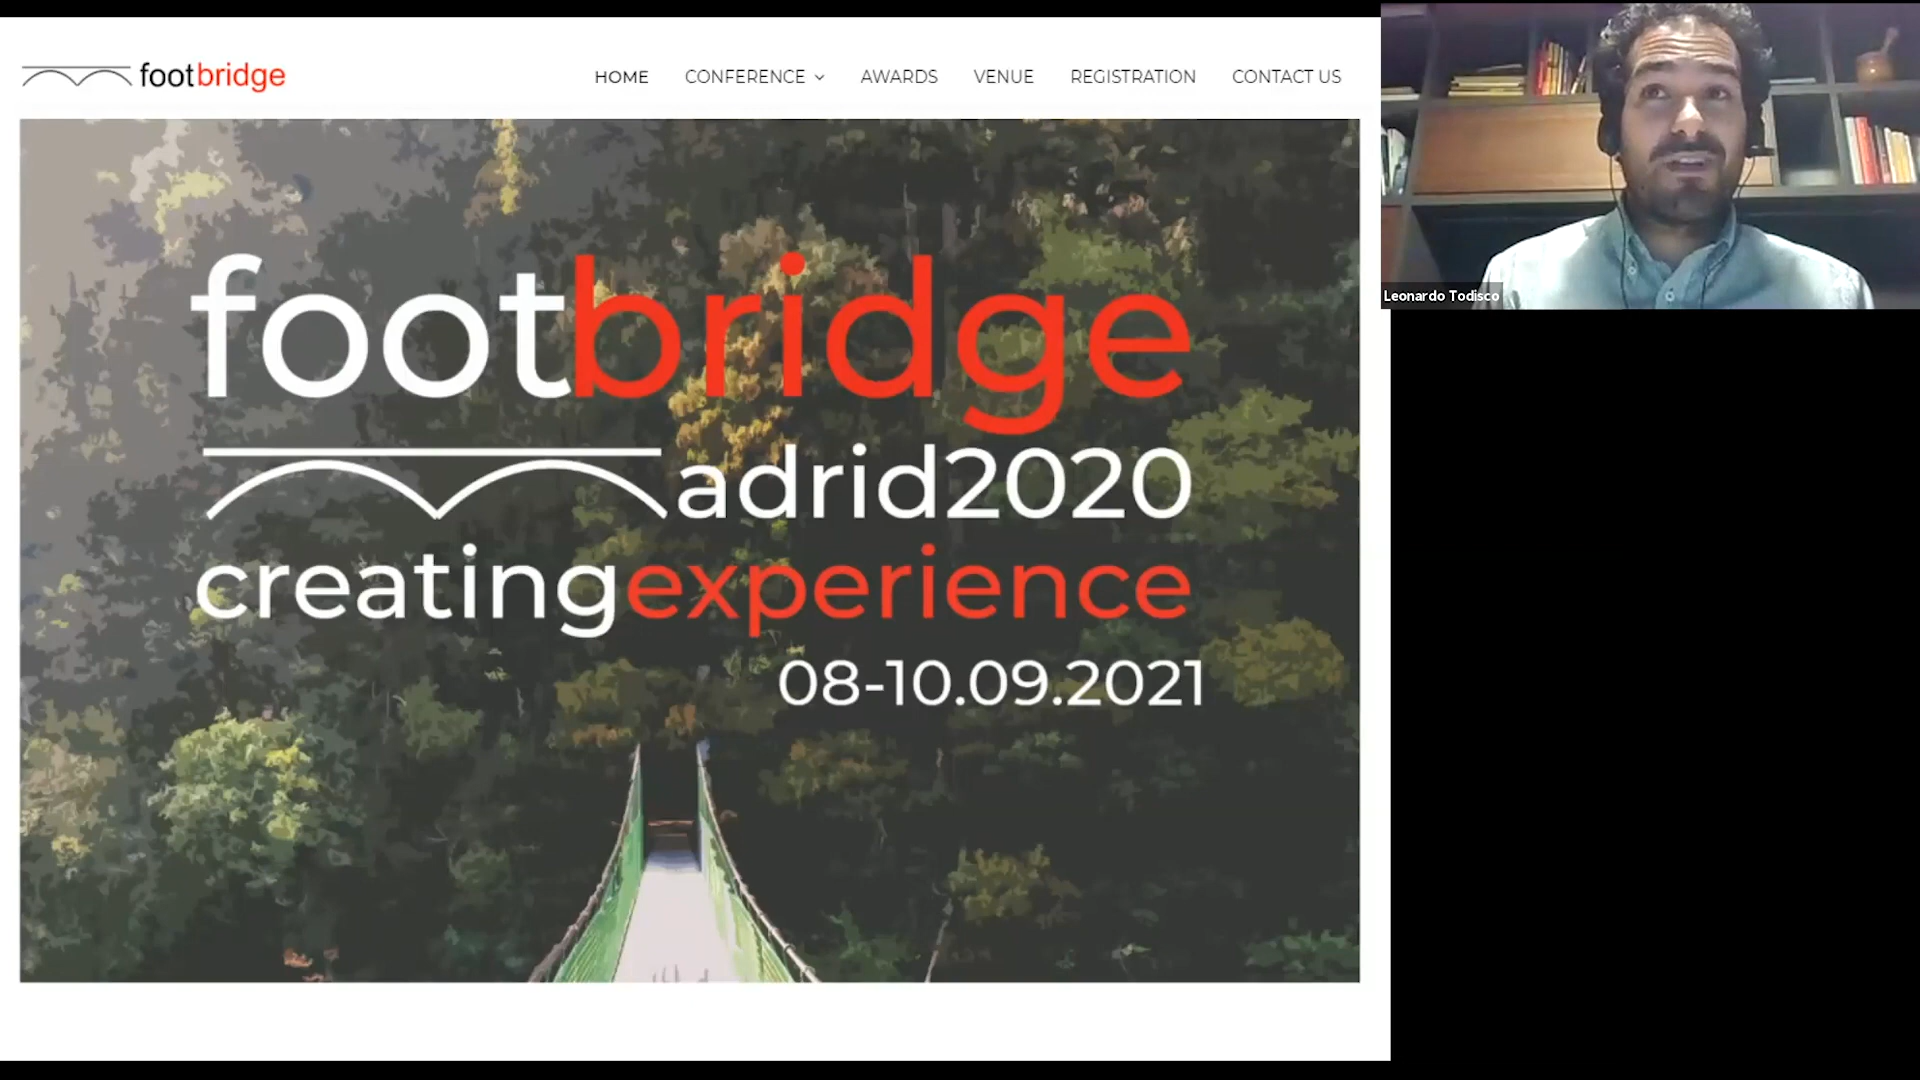 footbridge
HOME CONFERENCE AWARDS VENUE REGISTRATION CONTACT US
footbridge
adrid2020
creatingexperience
08-10.09.2021
Leonardo Todisco